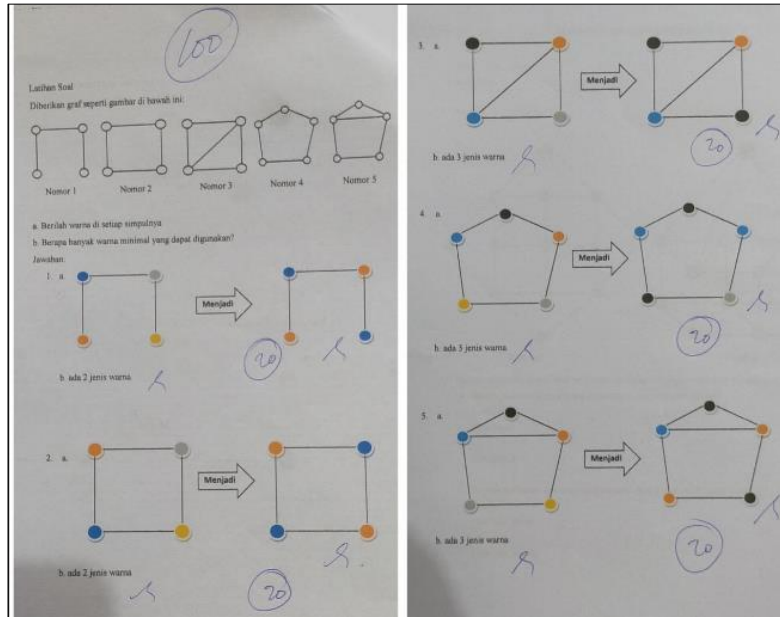 100
Latihan Soal
Diberikan graf seperti gambar di bawah ini:
Nomor 1 Nomor 2 Nomor 3 Nomor 4 Nomor 5
a. Berilah warna di setiap simpulnya
b. Berapa banyak warna minimal yang dapat digunakan?
Jawaban:
1. a.
Menjadi
20
b. ada 2 jenis warna
2. a.
Menjadi
b. ada 2 jenis warna
20
3. a.
Menjadi
20
b. ada 3 jenis warna
4. a.
Menjadi
20
b. ada 3 jenis warna
5. a.
Menjadi
20
b. ada 3 jenis warna